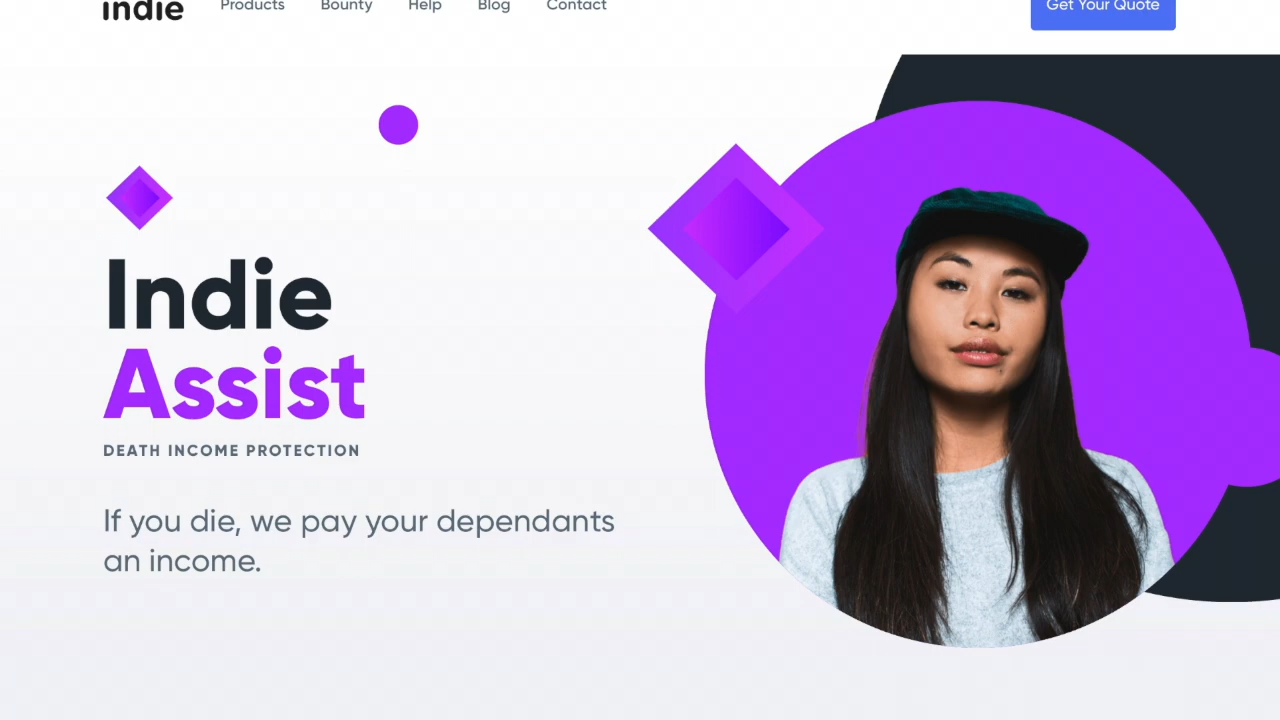 indie Products Bounty Help Blog Contact Get Your Quote
Indie
Assist
DEATH INCOME PROTECTION
If you die, we pay your dependants
an income.